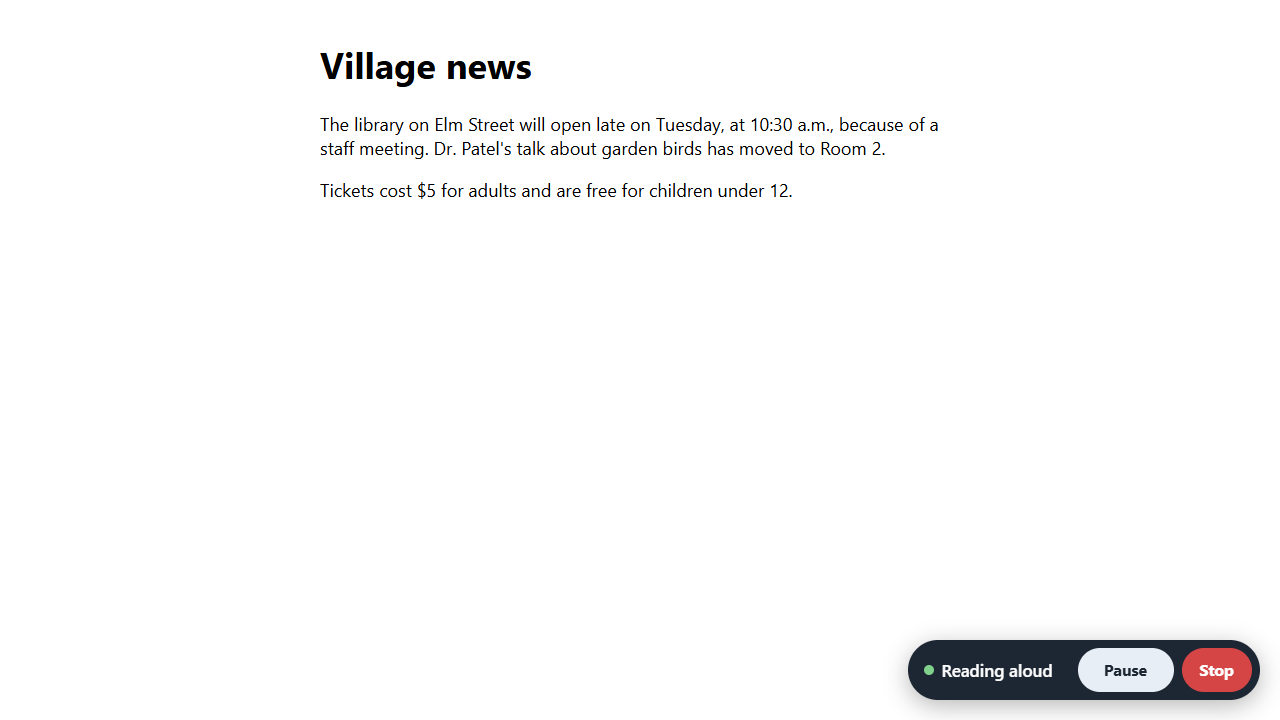 Village news
The library on Elm Street will open late on Tuesday, at 10:30 a.m., because of a
staff meeting. Dr. Patel's talk about garden birds has moved to Room 2.
Tickets cost $5 for adults and are free for children under 12.
Reading aloud Pause Stop